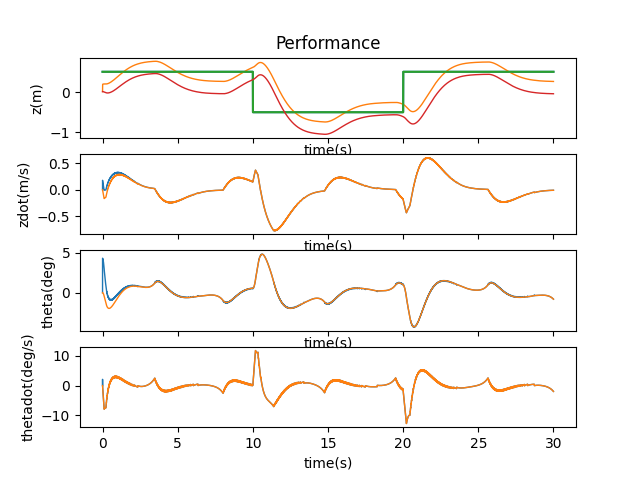 Performance
z(m)
0
−1
time(s)
zdot(m/s)
0.5
0.0
−0.5
time(s)
theta(deg)
5
0
time(s)
thetadot(deg/s)
10
0
−10
0 5 10 15 20 25 30
time(s)